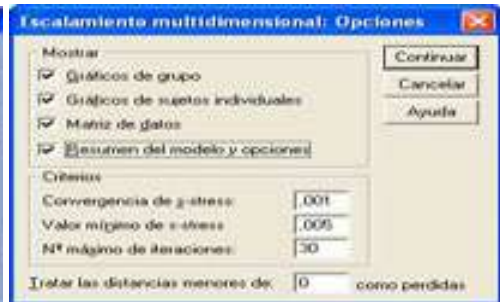 Escalamiento multidimensional: Opciones
Mostrar
Gráficos de grupo
Gráficos de sujetos individuales
Matriz de datos
Resumen del modelo y opciones
Continuar
Cancelar
Ayuda
Criterios
Convergencia de s-stress: .001
Valor mínimo de s-stress: .005
Nº máximo de iteraciones: 30
Tratar las distancias menores de: 0 como perdidas